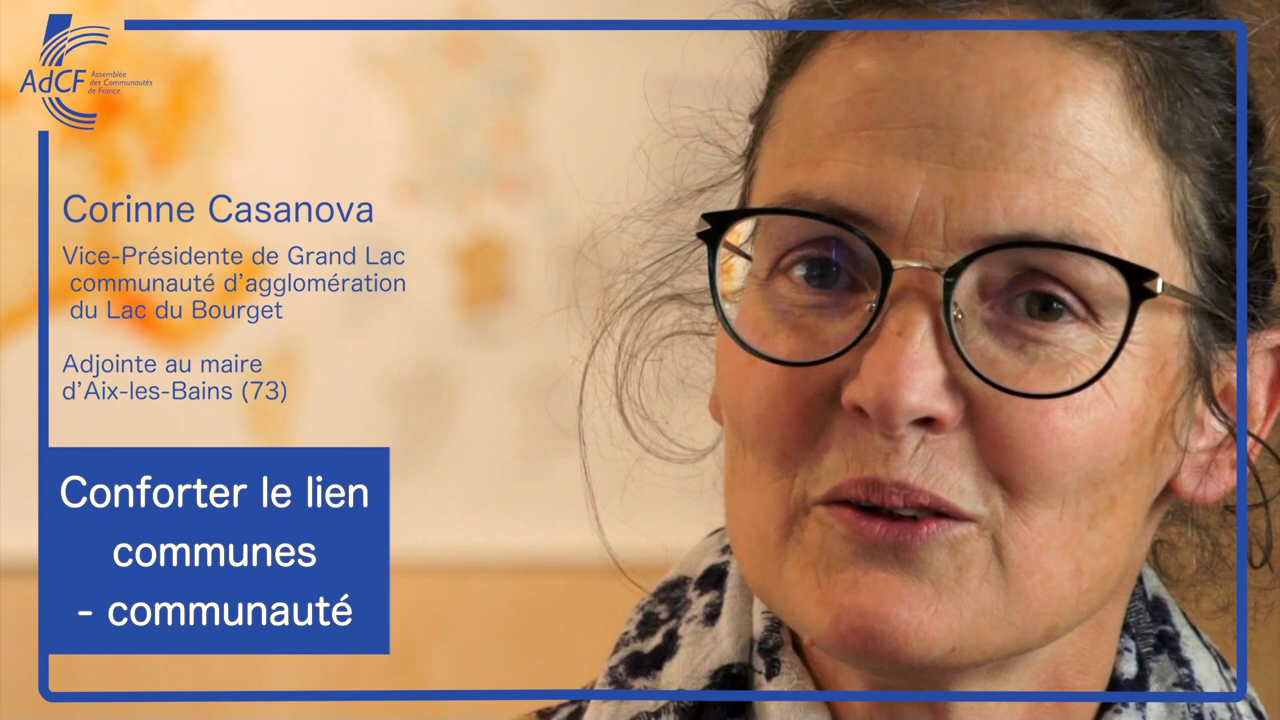 AdCF
Assemblée
des Communautés
de France
Corinne Casanova
Vice-Présidente de Grand Lac
communauté d'agglomération
du Lac du Bourget
Adjointe au maire
d'Aix-les-Bains (73)
Conforter le lien
communes
- communauté